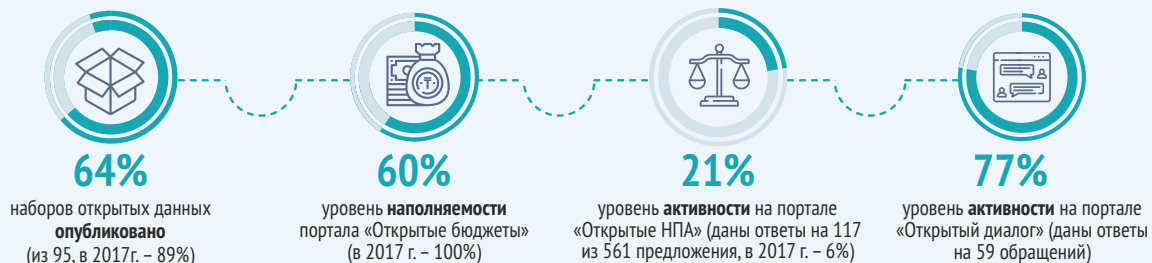 64%
наборов открытых данных
опубликовано
(из 95, в 2017г. – 89%)
60%
уровень наполняемости
портала «Открытые бюджеты»
(в 2017 г. – 100%)
21%
уровень активности на портале
«Открытые НПА» (даны ответы на 117
из 561 предложения, в 2017 г. – 6%)
77%
уровень активности на портале
«Открытый диалог» (даны ответы
на 59 обращений)